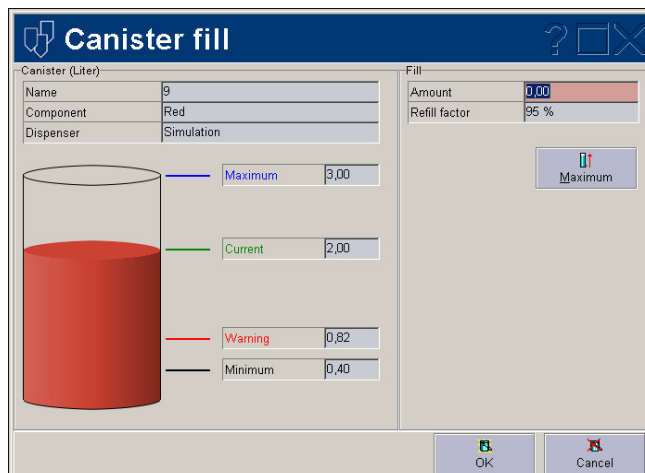 Canister fill
Canister (Liter)
Name 9
Component Red
Dispenser Simulation
Maximum 3,00
Current 2,00
Warning 0,82
Minimum 0,40
Fill
Amount 0,00
Refill factor 95 %
Maximum
OK
Cancel